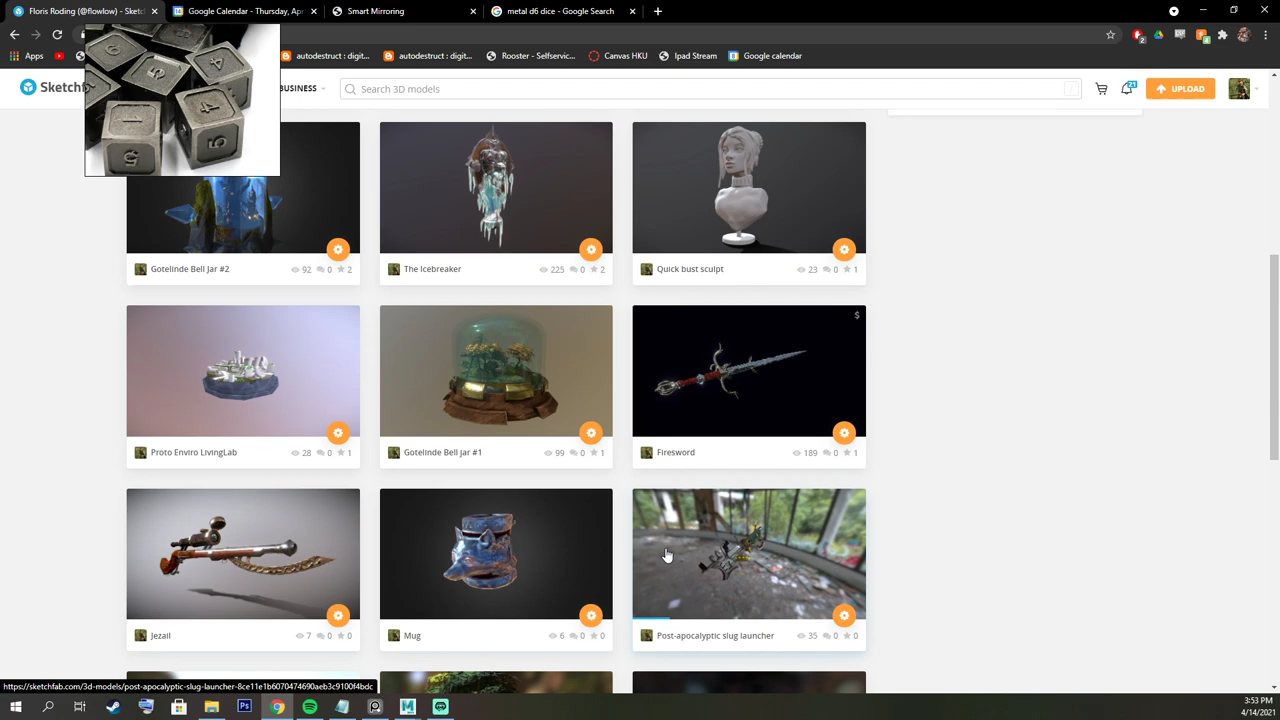 Floris Roding (@flowlow) - Sketch
Google Calendar - Thursday, Apr
Smart Mirroring
metal d6 dice - Google Search
Apps
autodestruct : digit...
autodestruct : digit...
Rooster - Selfservic...
Canvas HKU
Ipad Stream
Google calendar
Sketchf
BUSINESS
Search 3D models
/
21
UPLOAD
Gotelinde Bell Jar #2
92 0 2
The Icebreaker
225 0 2
Quick bust sculpt
23 0 1
$
Proto Enviro LivingLab
28 0 1
Gotelinde Bell jar #1
99 0 1
Firesword
189 0 1
Jezail
7 0 0
Mug
6 0 0
Post-apocalyptic slug launcher
35 0 0
https://sketchfab.com/3d-models/post-apocalyptic-slug-launcher-8ce11e1b6070474690aeb3c9100f4bdc
3:53 PM
4/14/2021